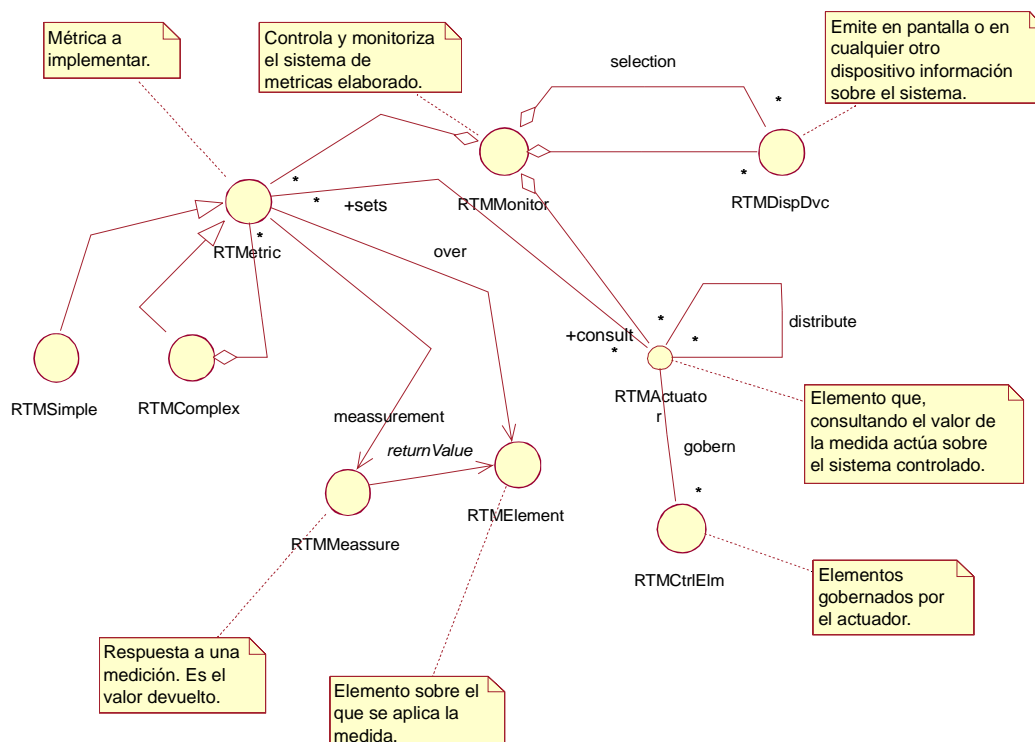 Métrica a
implementar.
Controla y monitoriza
el sistema de
metricas elaborado.
Emite en pantalla o en
cualquier otro
dispositivo información
sobre el sistema.
selection
*
*
RTMMonitor
RTMDispDvc
*
*
+sets
RTMetric
*
over
*
*
distribute
+consult
*
RTMSimple
RTMComplex
RTMActuato
r
Elemento que,
consultando el valor de
la medida actúa sobre
el sistema controlado.
meassurement
returnValue
gobern
*
RTMMeassure
RTMElement
RTMCtrlElm
Elementos
gobernados por
el actuador.
Respuesta a una
medición. Es el
valor devuelto.
Elemento sobre el
que se aplica la
medida.